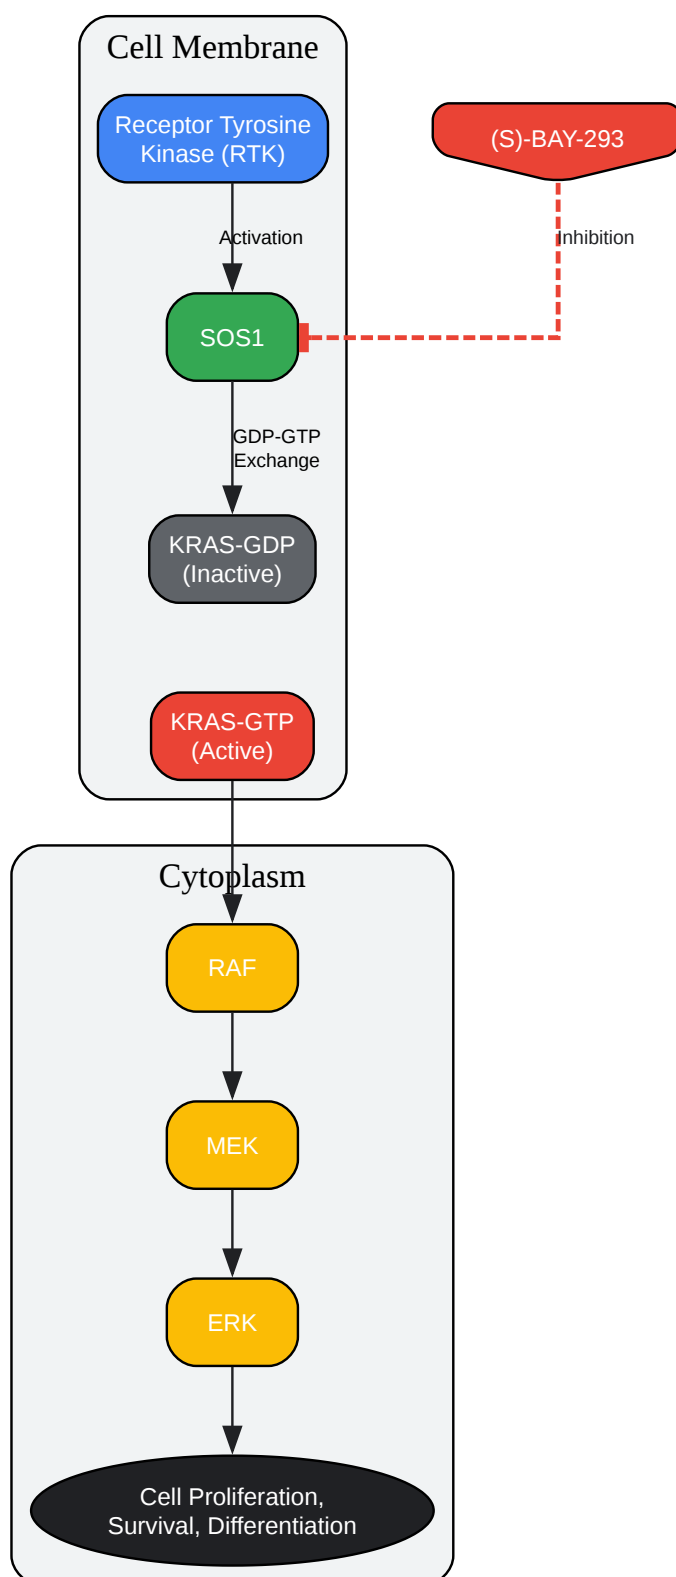 Cell Membrane
Receptor Tyrosine
Kinase (RTK)
(S)-BAY-293
Activation
Inhibition
SOS1
GDP-GTP
Exchange
KRAS-GDP
(Inactive)
KRAS-GTP
(Active)
Cytoplasm
RAF
MEK
ERK
Cell Proliferation,
Survival, Differentiation